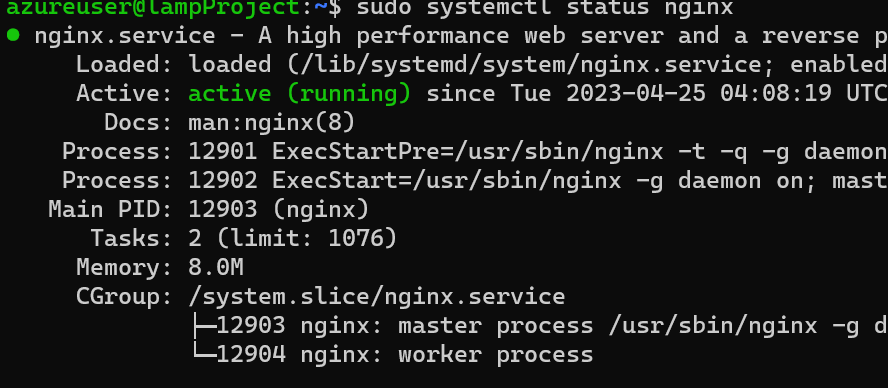 azureuser@lampProject:~$ sudo systemctl status nginx
● nginx.service - A high performance web server and a reverse p
Loaded: loaded (/lib/systemd/system/nginx.service; enabled
Active: active (running) since Tue 2023-04-25 04:08:19 UTC
Docs: man:nginx(8)
Process: 12901 ExecStartPre=/usr/sbin/nginx -t -q -g daemon
Process: 12902 ExecStart=/usr/sbin/nginx -g daemon on; mast
Main PID: 12903 (nginx)
Tasks: 2 (limit: 1076)
Memory: 8.0M
CGroup: /system.slice/nginx.service
├─12903 nginx: master process /usr/sbin/nginx -g d
└─12904 nginx: worker process